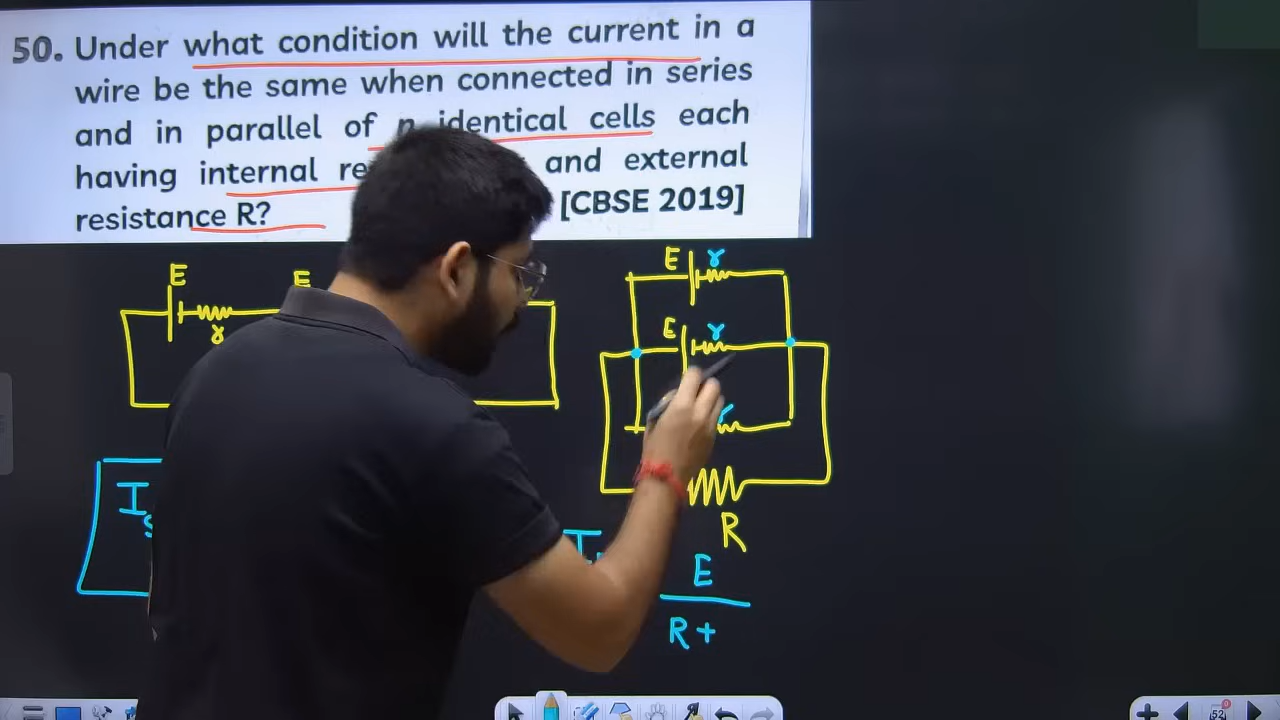 50. Under what condition will the current in a
wire be the same when connected in series
and in parallel of n identical cells each
having internal and external
resistance R? [CBSE 2019]
E E
r
E r
E r
r
R
I
E
R +
52